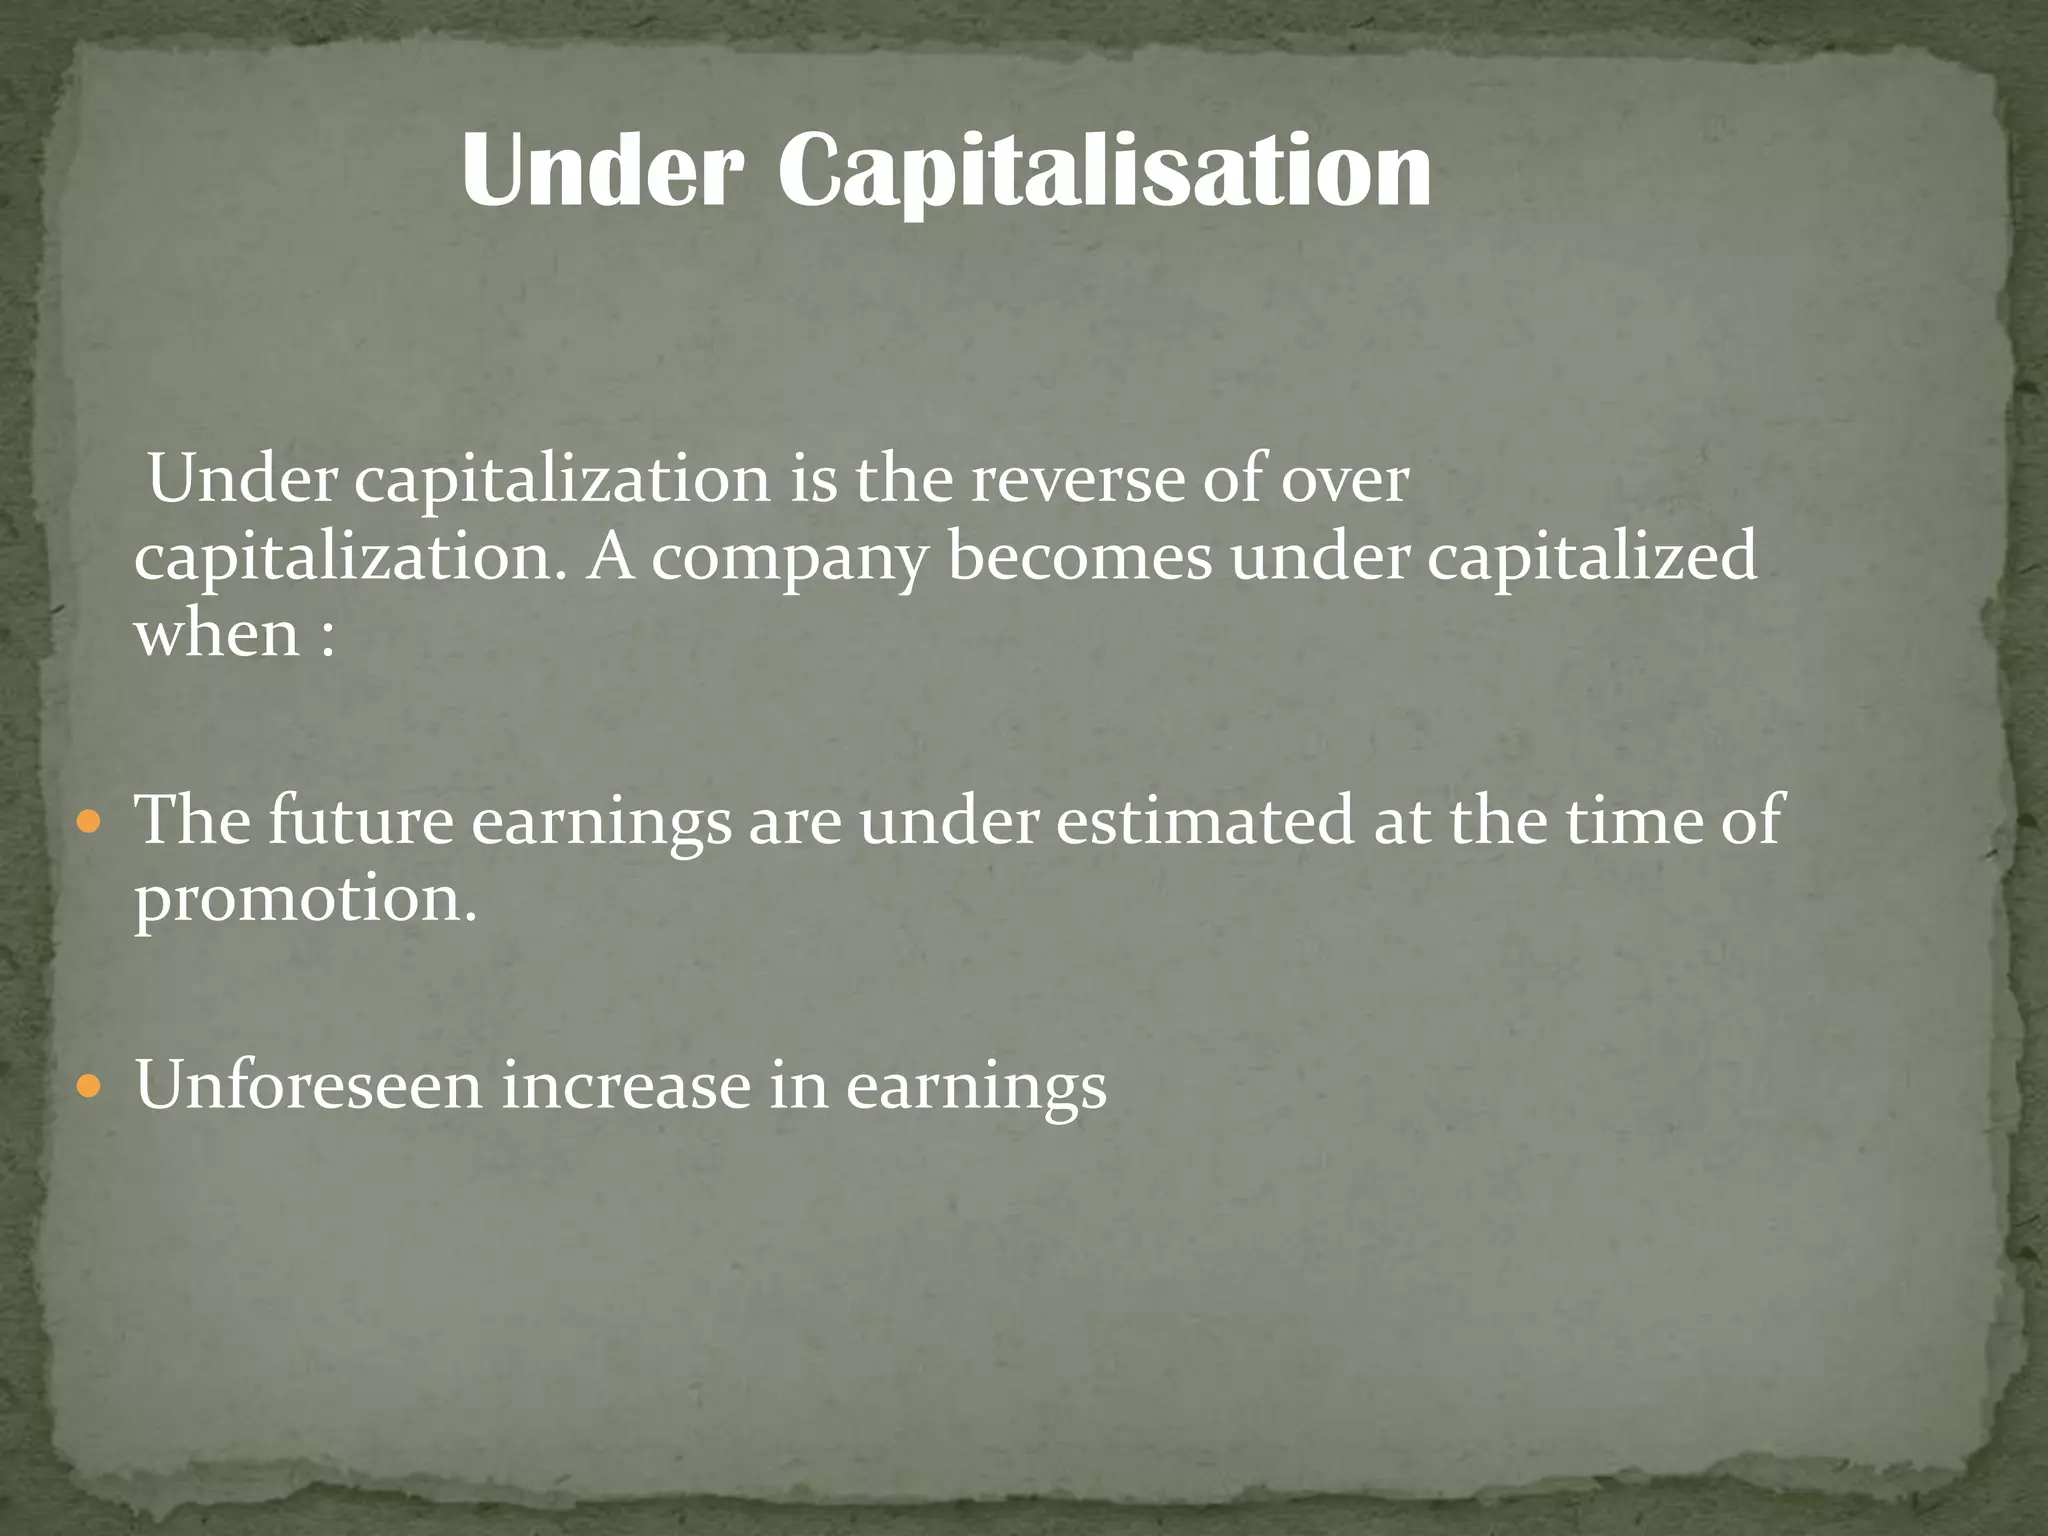 Under Capitalisation
Under capitalization is the reverse of over
capitalization. A company becomes under capitalized
when :
• The future earnings are under estimated at the time of
promotion.
• Unforeseen increase in earnings